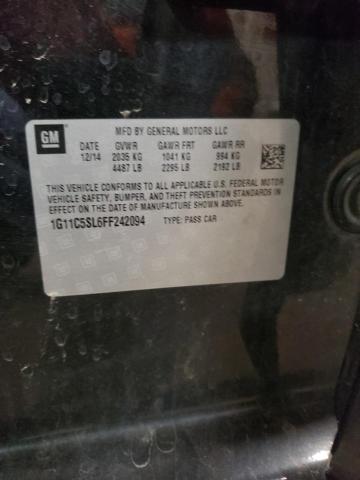 GM
MFD BY GENERAL MOTORS LLC
DATE GVWR GAWR FRT GAWR RR
12/14 2035 KG 1041 KG 994 KG
4487 LB 2295 LB 2192 LB
THIS VEHICLE CONFORMS TO ALL APPLICABLE U.S. FEDERAL MOTOR
VEHICLE SAFETY, BUMPER, AND THEFT PREVENTION STANDARDS
IN EFFECT ON THE DATE OF MANUFACTURE SHOWN ABOVE.
1G11C5SL6FF242094 TYPE: PASS CAR